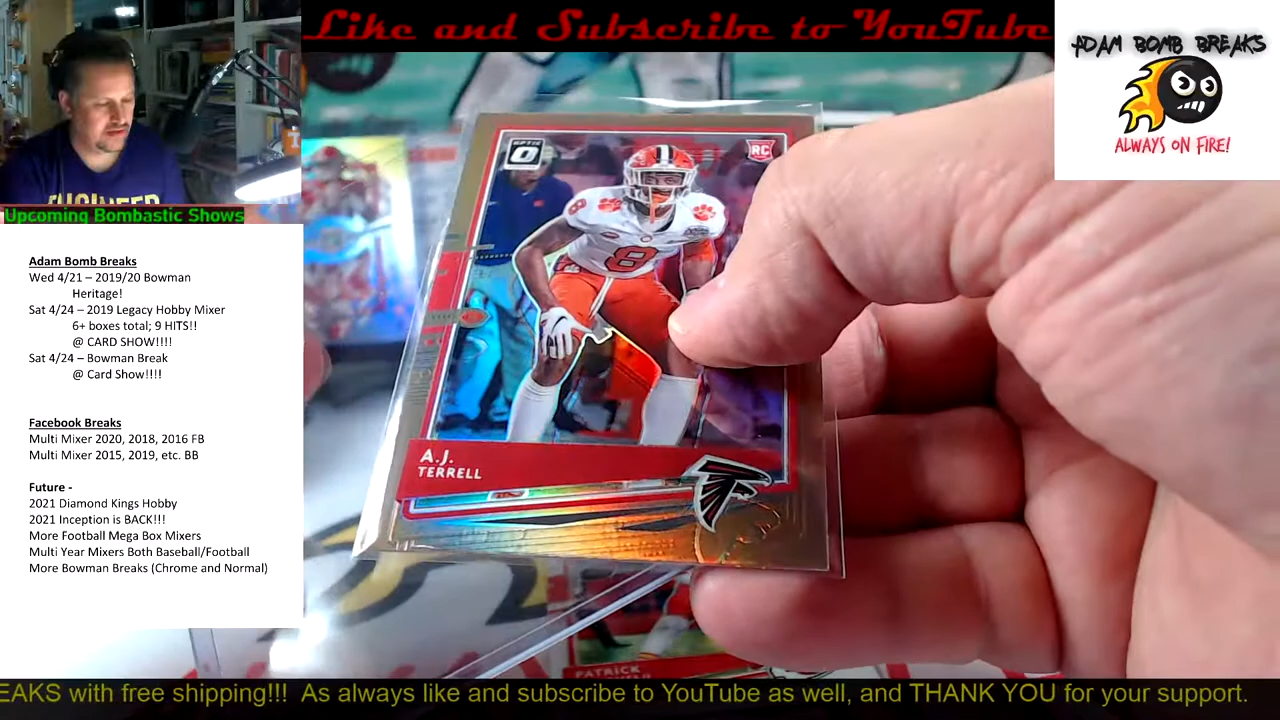 Like and Subscribe to YouTube
ADAM BOMB BREAKS
ALWAYS ON FIRE!
ENGINEER
Upcoming Bombastic Shows
Adam Bomb Breaks
Wed 4/21 – 2019/20 Bowman
Heritage!
Sat 4/24 – 2019 Legacy Hobby Mixer
6+ boxes total; 9 HITS!!
@ CARD SHOW!!!!
Sat 4/24 – Bowman Break
@ Card Show!!!!
Facebook Breaks
Multi Mixer 2020, 2018, 2016 FB
Multi Mixer 2015, 2019, etc. BB
Future -
2021 Diamond Kings Hobby
2021 Inception is BACK!!!
More Football Mega Box Mixers
Multi Year Mixers Both Baseball/Football
More Bowman Breaks (Chrome and Normal)
OPTIC
RC
8
8
A.J.
TERRELL
PATRICK
EAKS with free shipping!!! As always like and subscribe to YouTube as well, and THANK YOU for your support.